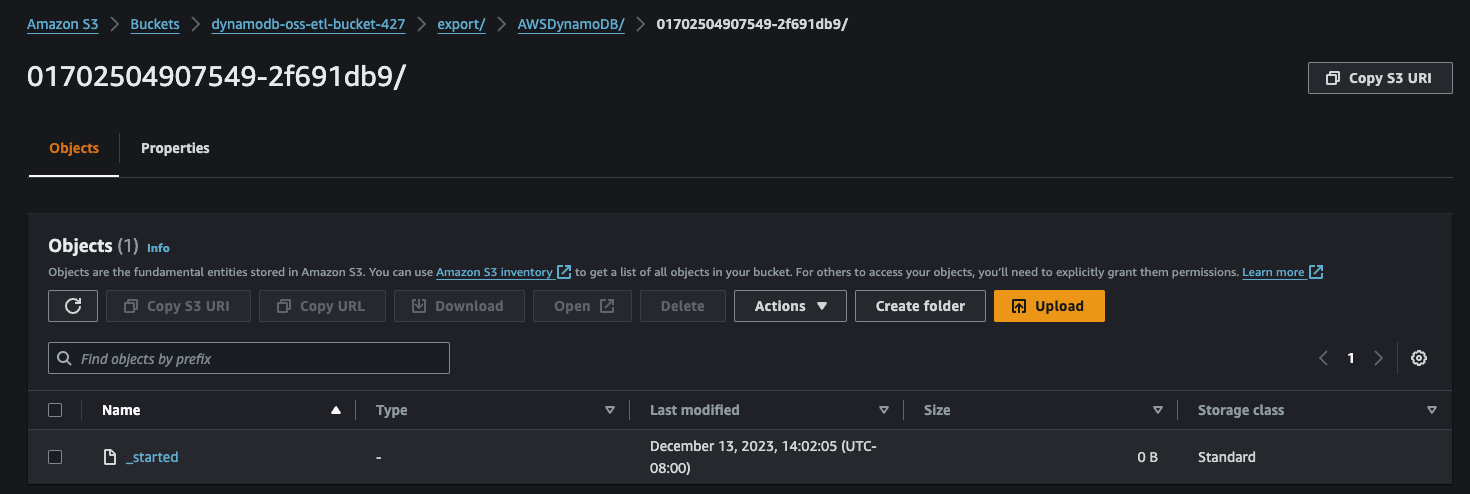 Amazon S3 > Buckets > dynamodb-oss-etl-bucket-427 > export/ > AWSDynamoDB/ > 01702504907549-2f691db9/
01702504907549-2f691db9/
Copy S3 URI
Objects
Properties
Objects (1) Info
Objects are the fundamental entities stored in Amazon S3. You can use Amazon S3 inventory to get a list of all objects in your bucket. For others to access your objects, you'll need to explicitly grant them permissions. Learn more
Copy S3 URI
Copy URL
Download
Open
Delete
Actions
Create folder
Upload
Find objects by prefix
1
Name
Type
Last modified
Size
Storage class
_started
-
December 13, 2023, 14:02:05 (UTC-
08:00)
0 B
Standard